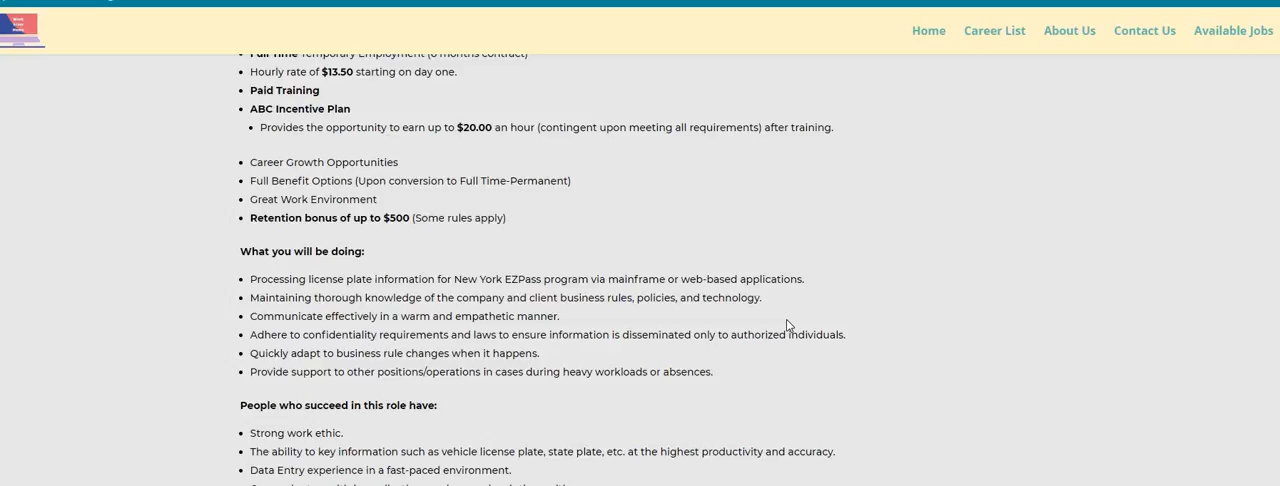 Home Career List About Us Contact Us Available Jobs
Full Time Temporary Employment (6 months contract)
Hourly rate of $13.50 starting on day one.
Paid Training
ABC Incentive Plan
Provides the opportunity to earn up to $20.00 an hour (contingent upon meeting all requirements) after training.
Career Growth Opportunities
Full Benefit Options (Upon conversion to Full Time-Permanent)
Great Work Environment
Retention bonus of up to $500 (Some rules apply)
What you will be doing:
Processing license plate information for New York EZPass program via mainframe or web-based applications.
Maintaining thorough knowledge of the company and client business rules, policies, and technology.
Communicate effectively in a warm and empathetic manner.
Adhere to confidentiality requirements and laws to ensure information is disseminated only to authorized individuals.
Quickly adapt to business rule changes when it happens.
Provide support to other positions/operations in cases during heavy workloads or absences.
People who succeed in this role have:
Strong work ethic.
The ability to key information such as vehicle license plate, state plate, etc. at the highest productivity and accuracy.
Data Entry experience in a fast-paced environment.